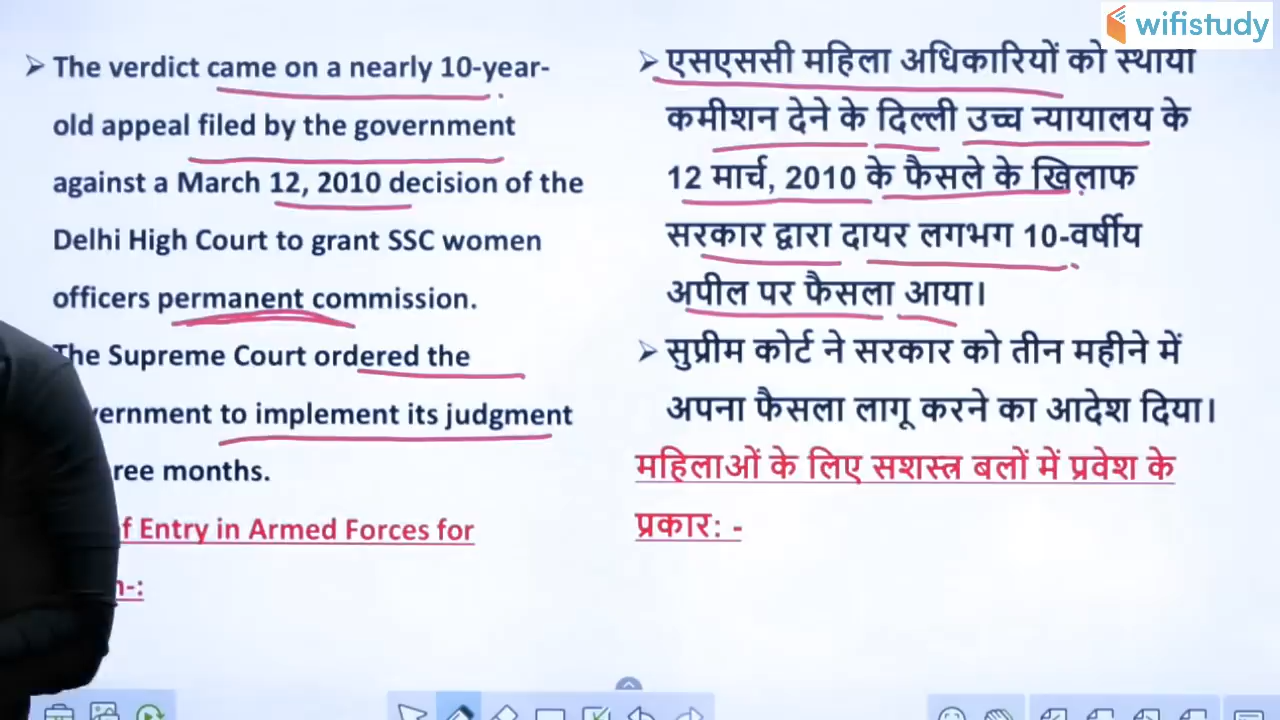 wifistudy
➢ The verdict came on a nearly 10-year-
old appeal filed by the government
against a March 12, 2010 decision of the
Delhi High Court to grant SSC women
officers permanent commission.
The Supreme Court ordered the
vernment to implement its judgment
ree months.
f Entry in Armed Forces for
n-:
➢ एसएससी महिला अधिकारियों को स्थाया
कमीशन देने के दिल्ली उच्च न्यायालय के
12 मार्च, 2010 के फैसले के खिलाफ
सरकार द्वारा दायर लगभग 10-वर्षीय
अपील पर फैसला आया।
➢ सुप्रीम कोर्ट ने सरकार को तीन महीने में
अपना फैसला लागू करने का आदेश दिया।
महिलाओं के लिए सशस्त्र बलों में प्रवेश के
प्रकार: -